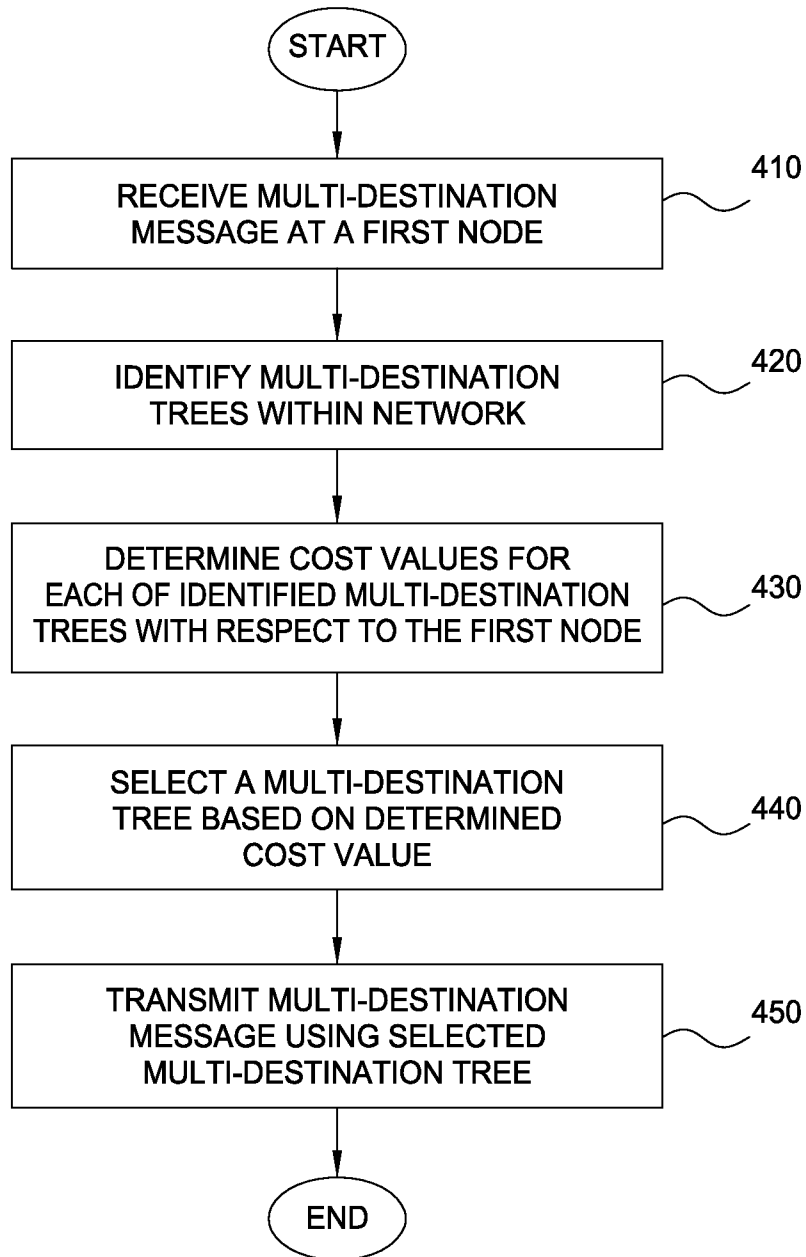 START
RECEIVE MULTI-DESTINATION
MESSAGE AT A FIRST NODE
410
IDENTIFY MULTI-DESTINATION
TREES WITHIN NETWORK
420
DETERMINE COST VALUES FOR
EACH OF IDENTIFIED MULTI-DESTINATION
TREES WITH RESPECT TO THE FIRST NODE
430
SELECT A MULTI-DESTINATION
TREE BASED ON DETERMINED
COST VALUE
440
TRANSMIT MULTI-DESTINATION
MESSAGE USING SELECTED
MULTI-DESTINATION TREE
450
END